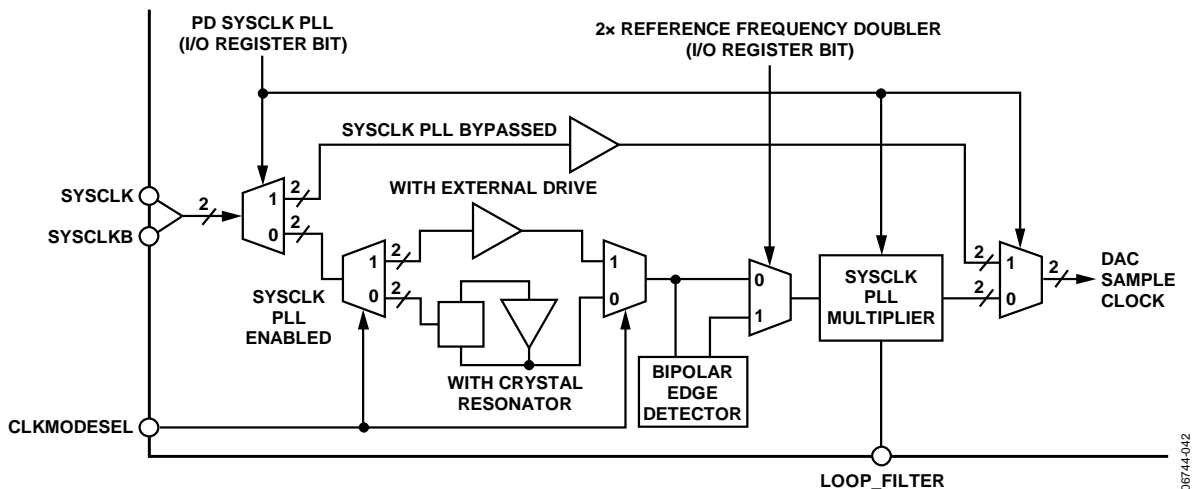 PD SYSCLK PLL
(I/O REGISTER BIT)
2× REFERENCE FREQUENCY DOUBLER
(I/O REGISTER BIT)
SYSCLK PLL BYPASSED
WITH EXTERNAL DRIVE
SYSCLK
SYSCLKB
2
1
0
2
2
SYSCLK
PLL
ENABLED
1
0
2
2
WITH CRYSTAL
RESONATOR
1
0
BIPOLAR
EDGE
DETECTOR
0
1
SYSCLK
PLL
MULTIPLIER
2
2
1
0
2
DAC
SAMPLE
CLOCK
CLKMODESEL
LOOP_FILTER
06744-042